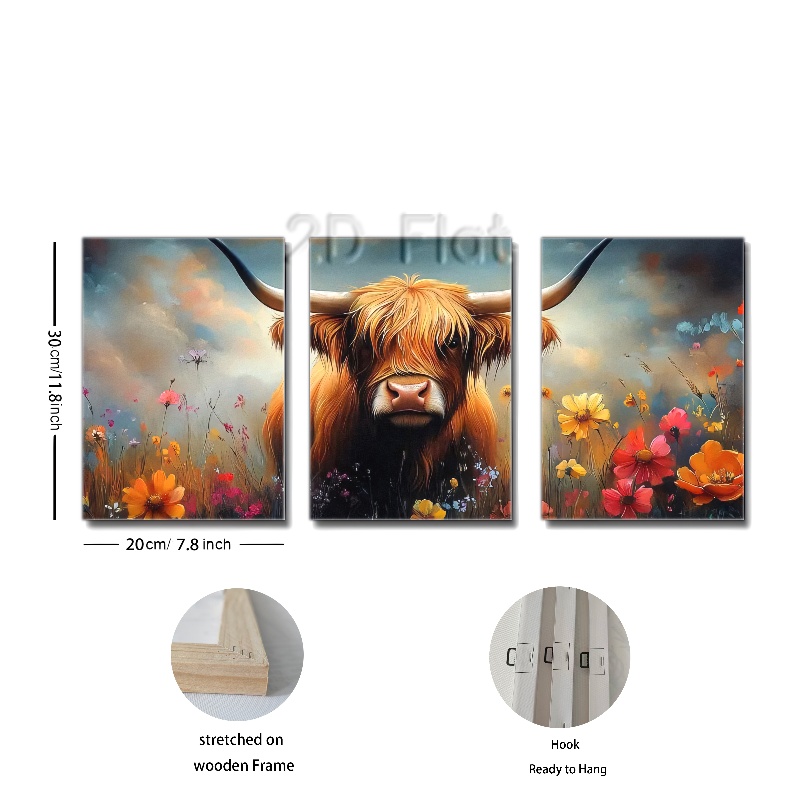 2D Flat
30cm/11.8inch
20cm/ 7.8 inch
stretched on
wooden Frame
Hook
Ready to Hang